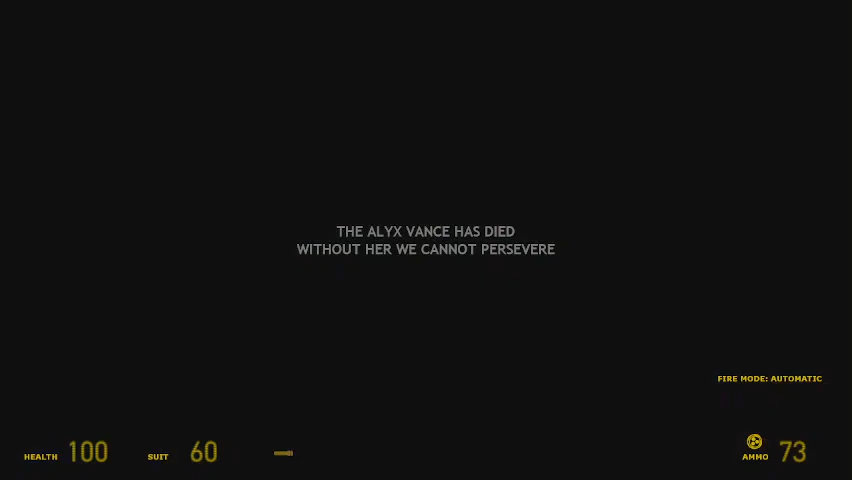 THE ALYX VANCE HAS DIED
WITHOUT HER WE CANNOT PERSEVERE
FIRE MODE: AUTOMATIC
HEALTH 100 SUIT 60 AMMO 73